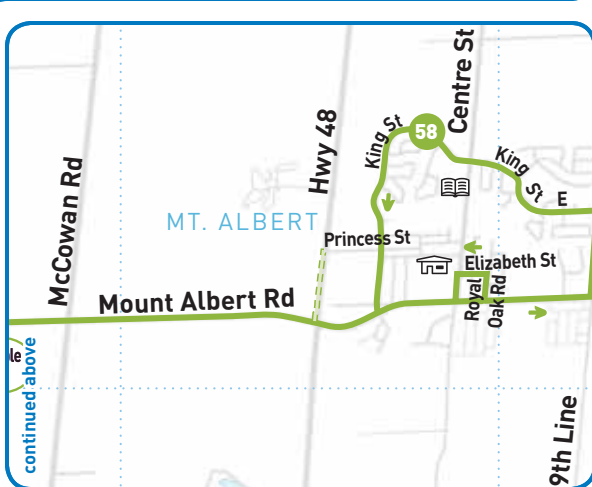 Centre St
58
King St
Hwy 48
King St E
McCowan Rd
MT. ALBERT
Princess St
Elizabeth St
Royal
Oak Rd
Mount Albert Rd
le
continued above
9th Line